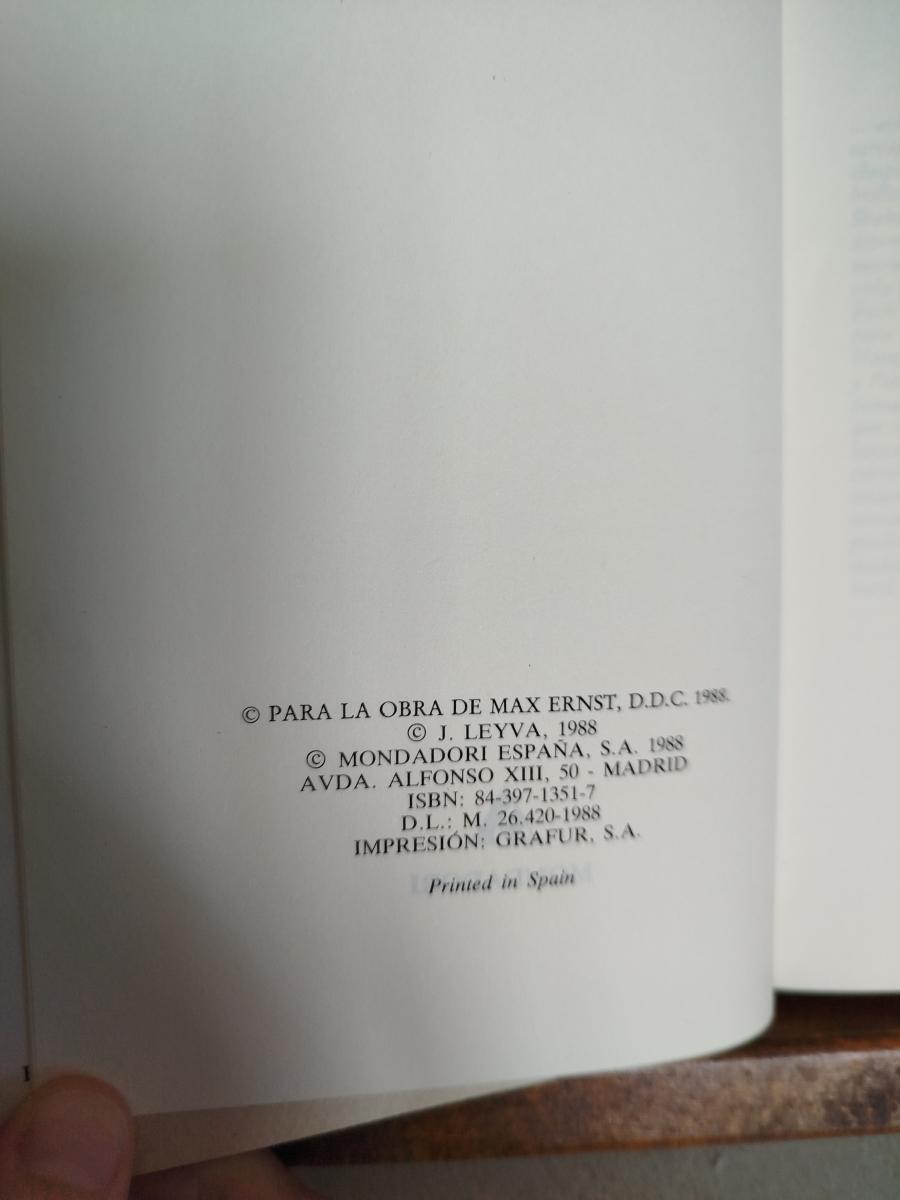 © PARA LA OBRA DE MAX ERNST, D.D.C. 1988.
© J. LEYVA, 1988
© MONDADORI ESPAÑA, S.A. 1988
AVDA. ALFONSO XIII, 50 - MADRID
ISBN: 84-397-1351-7
D.L.: M. 26.420-1988
IMPRESIÓN: GRAFUR, S.A.
Printed in Spain